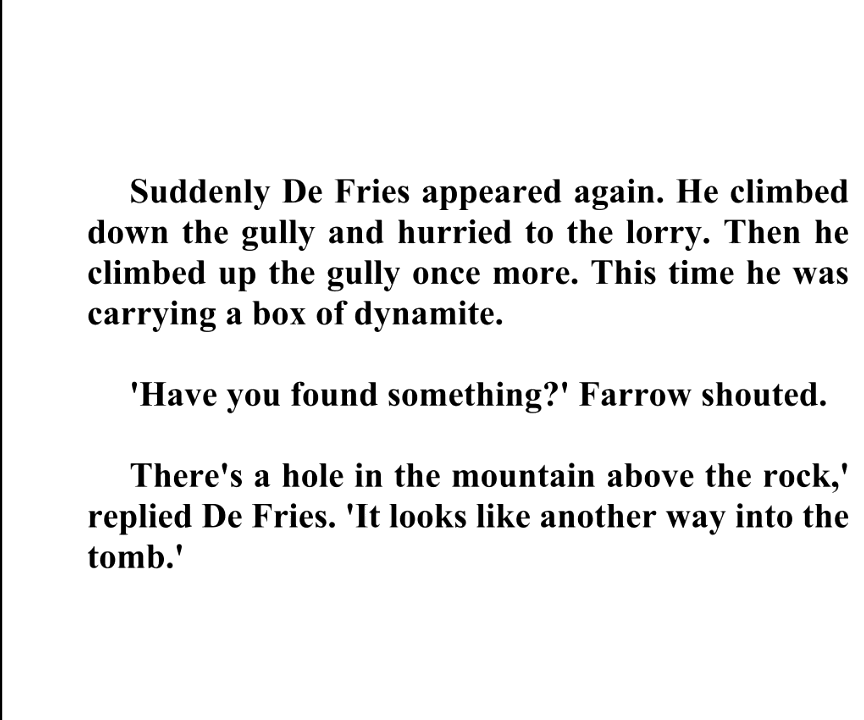 Suddenly De Fries appeared again. He climbed
down the gully and hurried to the lorry. Then he
climbed up the gully once more. This time he was
carrying a box of dynamite.
'Have you found something?' Farrow shouted.
There's a hole in the mountain above the rock,'
replied De Fries. 'It looks like another way into the
tomb.'